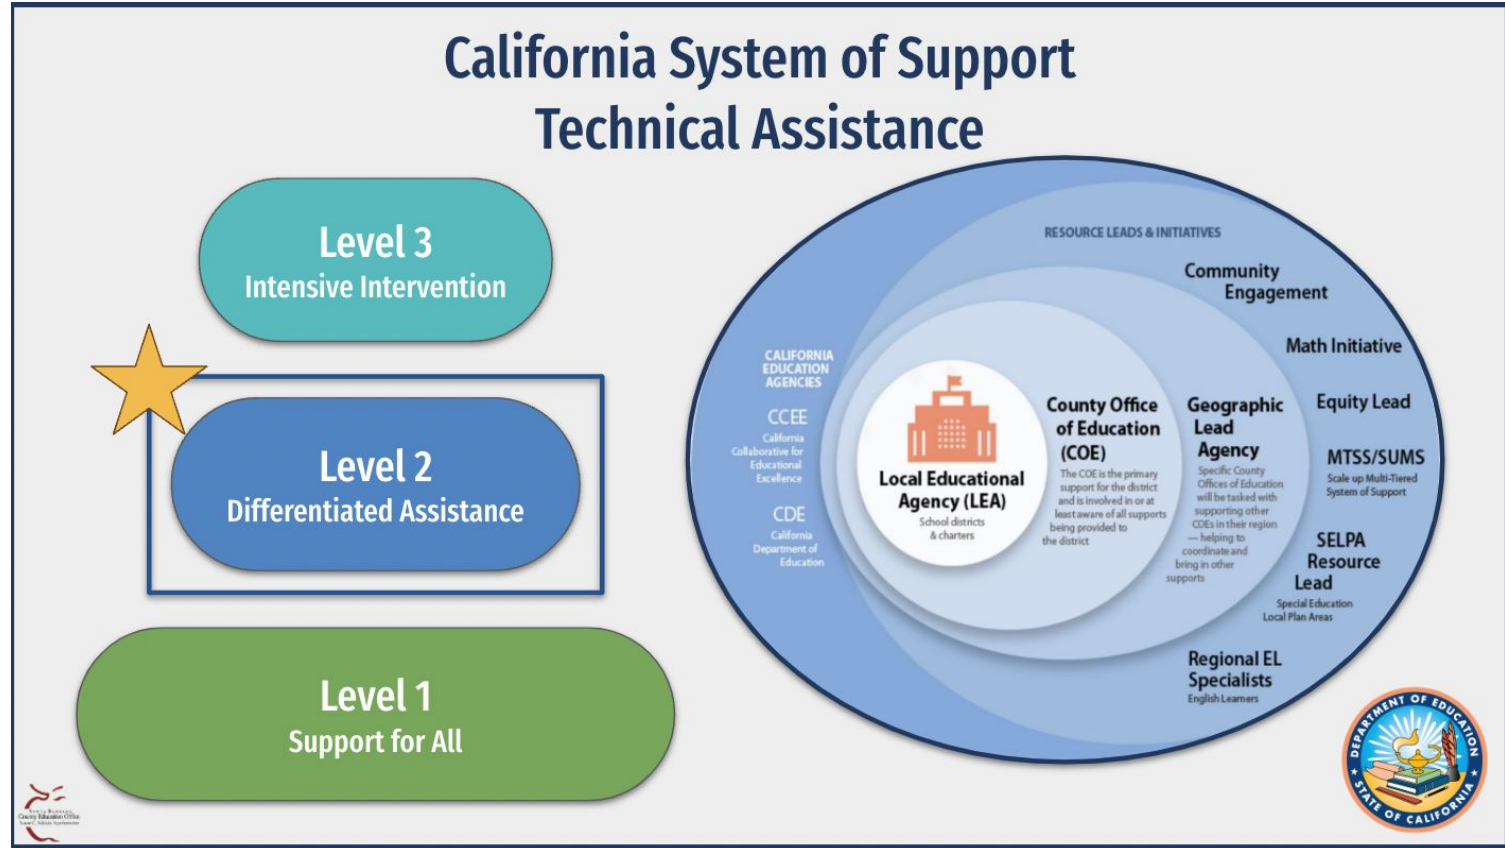 California System of Support
Technical Assistance
Level 3
Intensive Intervention
Level 2
Differentiated Assistance
Level 1
Support for All
RESOURCE LEADS & INITIATIVES
Community
Engagement
Math Initiative
Equity Lead
MTSS/SUMS
Scale up Multi-Tiered
System of Support
SELPA
Resource
Lead
Special Education
Local Plan Areas
Regional EL
Specialists
English Learners
CALIFORNIA
EDUCATION
AGENCIES
CCEE
California
Collaborative for
Educational
Excellence
CDE
California
Department of
Education
Local Educational
Agency (LEA)
School districts
& charters
County Office
of Education
(COE)
The COE is the primary
support for the district
and is involved in or at
least aware of all supports
being provided to
the district
Geographic
Lead
Agency
Specific County
Offices of Education
will be tasked with
supporting other
COEs in their region
— helping to
coordinate and
bring in other
supports
County Education Office
DEPARTMENT OF EDUCATION
STATE OF CALIFORNIA